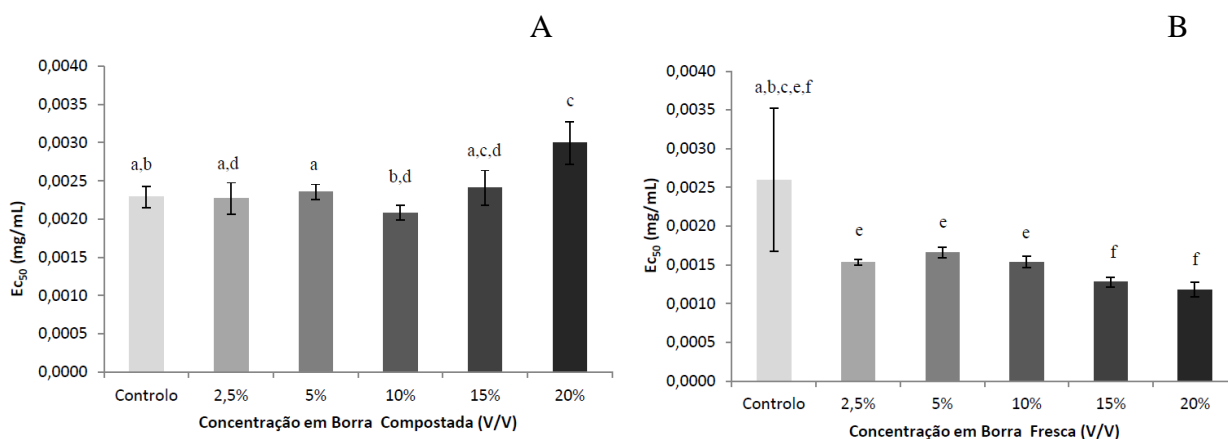 A
0,0040
0,0035
0,0030
0,0025
0,0020
0,0015
0,0010
0,0005
0,0000
Ec50 (mg/mL)
a,b
a,d
a
b,d
a,c,d
c
Controlo 2,5% 5% 10% 15% 20%
Concentração em Borra Compostada (V/V)
B
0,0040
0,0035
0,0030
0,0025
0,0020
0,0015
0,0010
0,0005
0,0000
Ec50 (mg/mL)
a,b,c,e,f
e
e
e
f
f
Controlo 2,5% 5% 10% 15% 20%
Concentração em Borra Fresca (V/V)